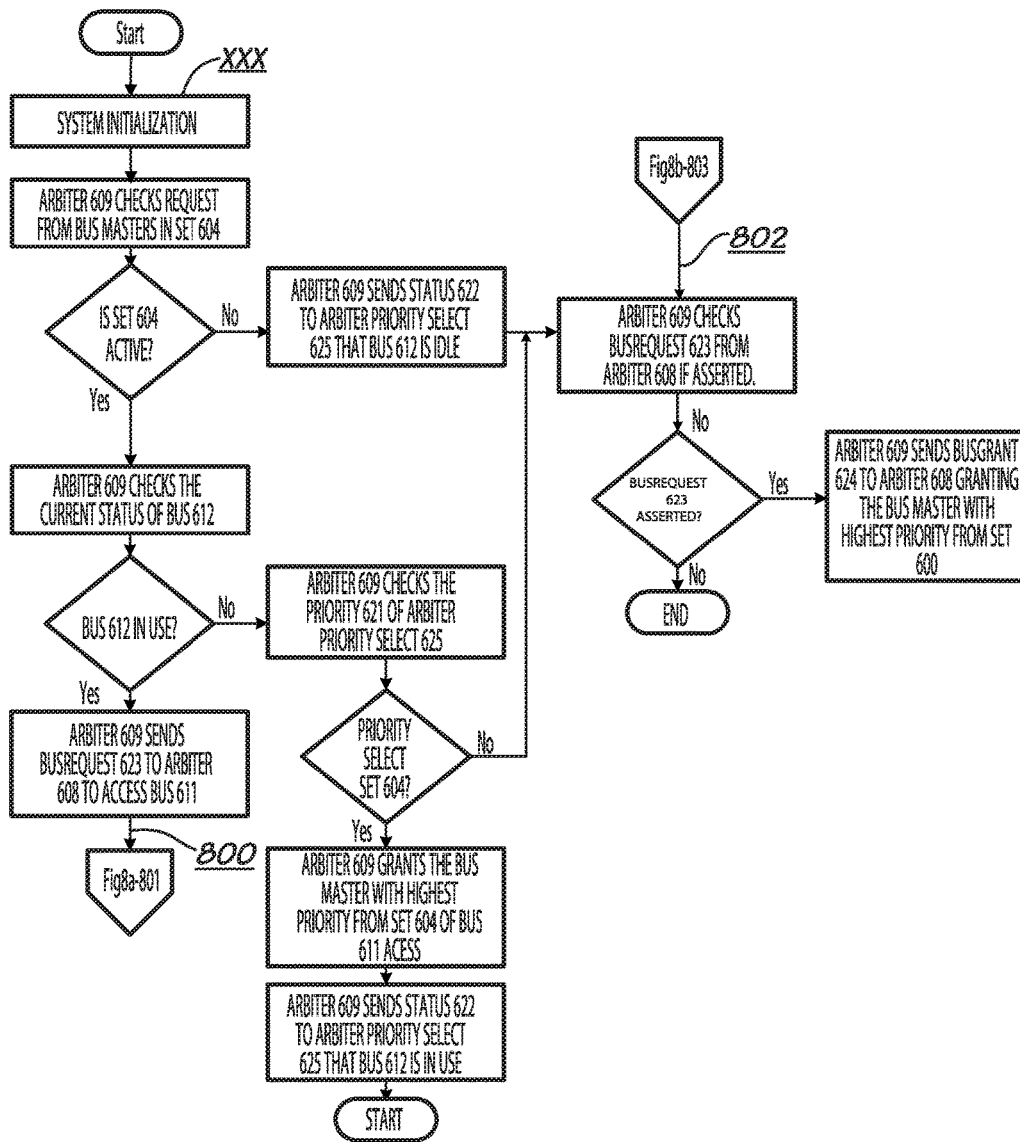 Start
XXX
SYSTEM INITIALIZATION
ARBITER 609 CHECKS REQUEST
FROM BUS MASTERS IN SET 604
IS SET 604
ACTIVE?
No
Yes
ARBITER 609 SENDS STATUS 622
TO ARBITER PRIORITY SELECT
625 THAT BUS 612 IS IDLE
ARBITER 609 CHECKS THE
CURRENT STATUS OF BUS 612
BUS 612 IN USE?
No
Yes
ARBITER 609 CHECKS THE
PRIORITY 621 OF ARBITER
PRIORITY SELECT 625
ARBITER 609 SENDS
BUSREQUEST 623 TO ARBITER
608 TO ACCESS BUS 611
800
Fig8a-801
PRIORITY
SELECT
SET 604?
No
Yes
ARBITER 609 GRANTS THE BUS
MASTER WITH HIGHEST
PRIORITY FROM SET 604 OF BUS
611 ACESS
ARBITER 609 SENDS STATUS 622
TO ARBITER PRIORITY SELECT
625 THAT BUS 612 IS IN USE
START
Fig8b-803
802
ARBITER 609 CHECKS
BUSREQUEST 623 FROM
ARBITER 608 IF ASSERTED.
No
BUSREQUEST
623
ASSERTED?
Yes
No
END
ARBITER 609 SENDS BUSGRANT
624 TO ARBITER 608 GRANTING
THE BUS MASTER WITH
HIGHEST PRIORITY FROM SET
600